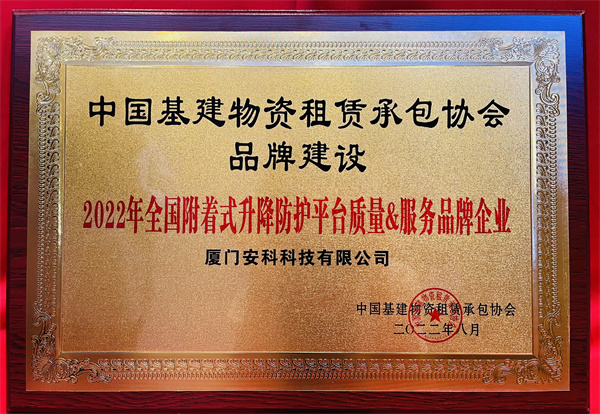 中国基建物资租赁承包协会
品牌建设
2022年全国附着式升降防护平台质量&服务品牌企业
厦门安科科技有限公司
中国基建物资租赁承包协会
二〇二二年八月